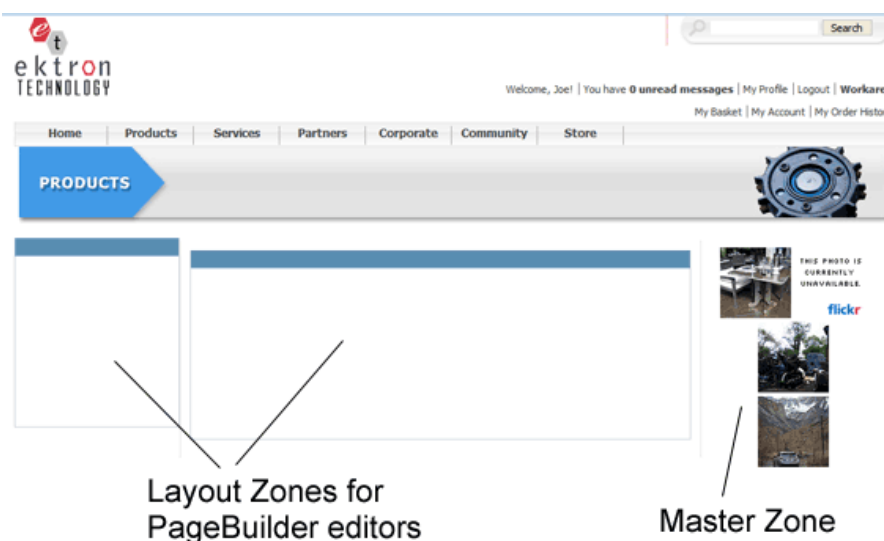 et
ektron
TECHNOLOGY
Search
Welcome, Joe! | You have 0 unread messages | My Profile | Logout | Workare
My Basket | My Account | My Order Histo
Home | Products | Services | Partners | Corporate | Community | Store
PRODUCTS
THIS PHOTO IS
CURRENTLY
UNAVAILABLE.
flickr
Layout Zones for
PageBuilder editors
Master Zone